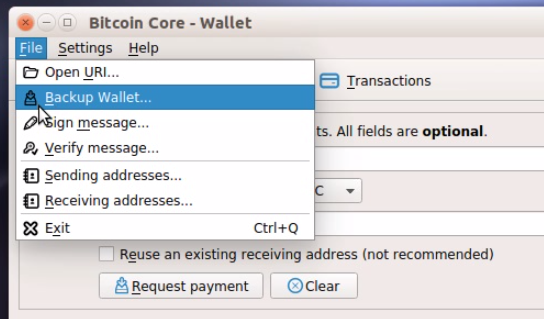 Bitcoin Core - Wallet
File Settings Help
Open URI...
Backup Wallet...
Transactions
Sign message...
ts. All fields are optional.
Verify message...
Sending addresses...
C
Receiving addresses...
Exit Ctrl+Q
Reuse an existing receiving address (not recommended)
Request payment Clear